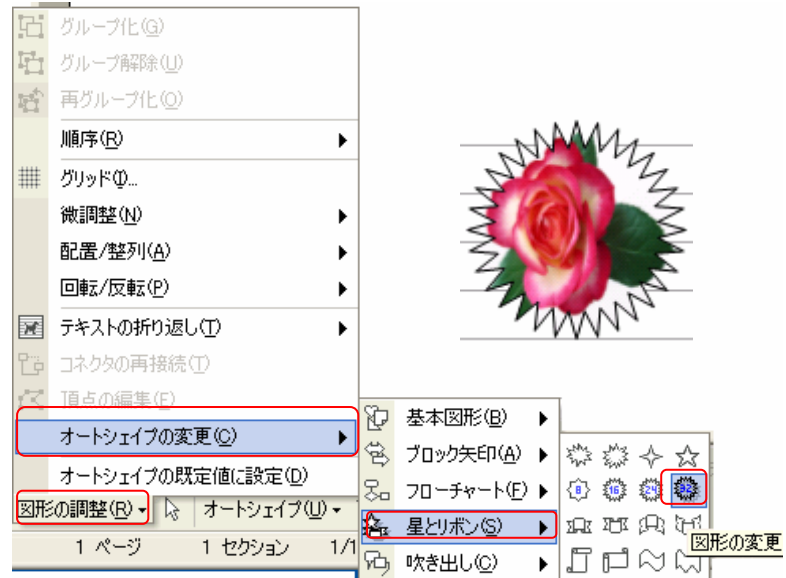 グループ化(G)
グループ解除(U)
再グループ化(O)
順序(R)
グリッド(I)...
微調整(N)
配置/整列(A)
回転/反転(P)
テキストの折り返し(T)
コネクタの再接続(T)
頂点の編集(E)
オートシェイプの変更(C)
オートシェイプの既定値に設定(D)
図形の調整(R)
オートシェイプ(U)
1 ページ
1 セクション
1/1
基本図形(B)
ブロック矢印(A)
フローチャート(F)
星とリボン(S)
吹き出し(C)
8
16
24
32
図形の変更